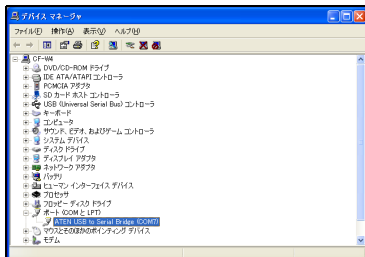 デバイス マネージャ
ファイル(F) 操作(A) 表示(V) ヘルプ(H)
CF-W4
DVD/CD-ROM ドライブ
IDE ATA/ATAPI コントローラ
PCMCIA アダプタ
SD カード ホスト コントローラ
USB (Universal Serial Bus) コントローラ
キーボード
コンピュータ
サウンド、ビデオ、およびゲーム コントローラ
システム デバイス
ディスク ドライブ
ディスプレイ アダプタ
ネットワーク アダプタ
バッテリ
ヒューマン インターフェイス デバイス
プロセッサ
フロッピー ディスク ドライブ
ポート (COM と LPT)
ATEN USB to Serial Bridge (COM7)
マウスとそのほかのポインティング デバイス
モデム